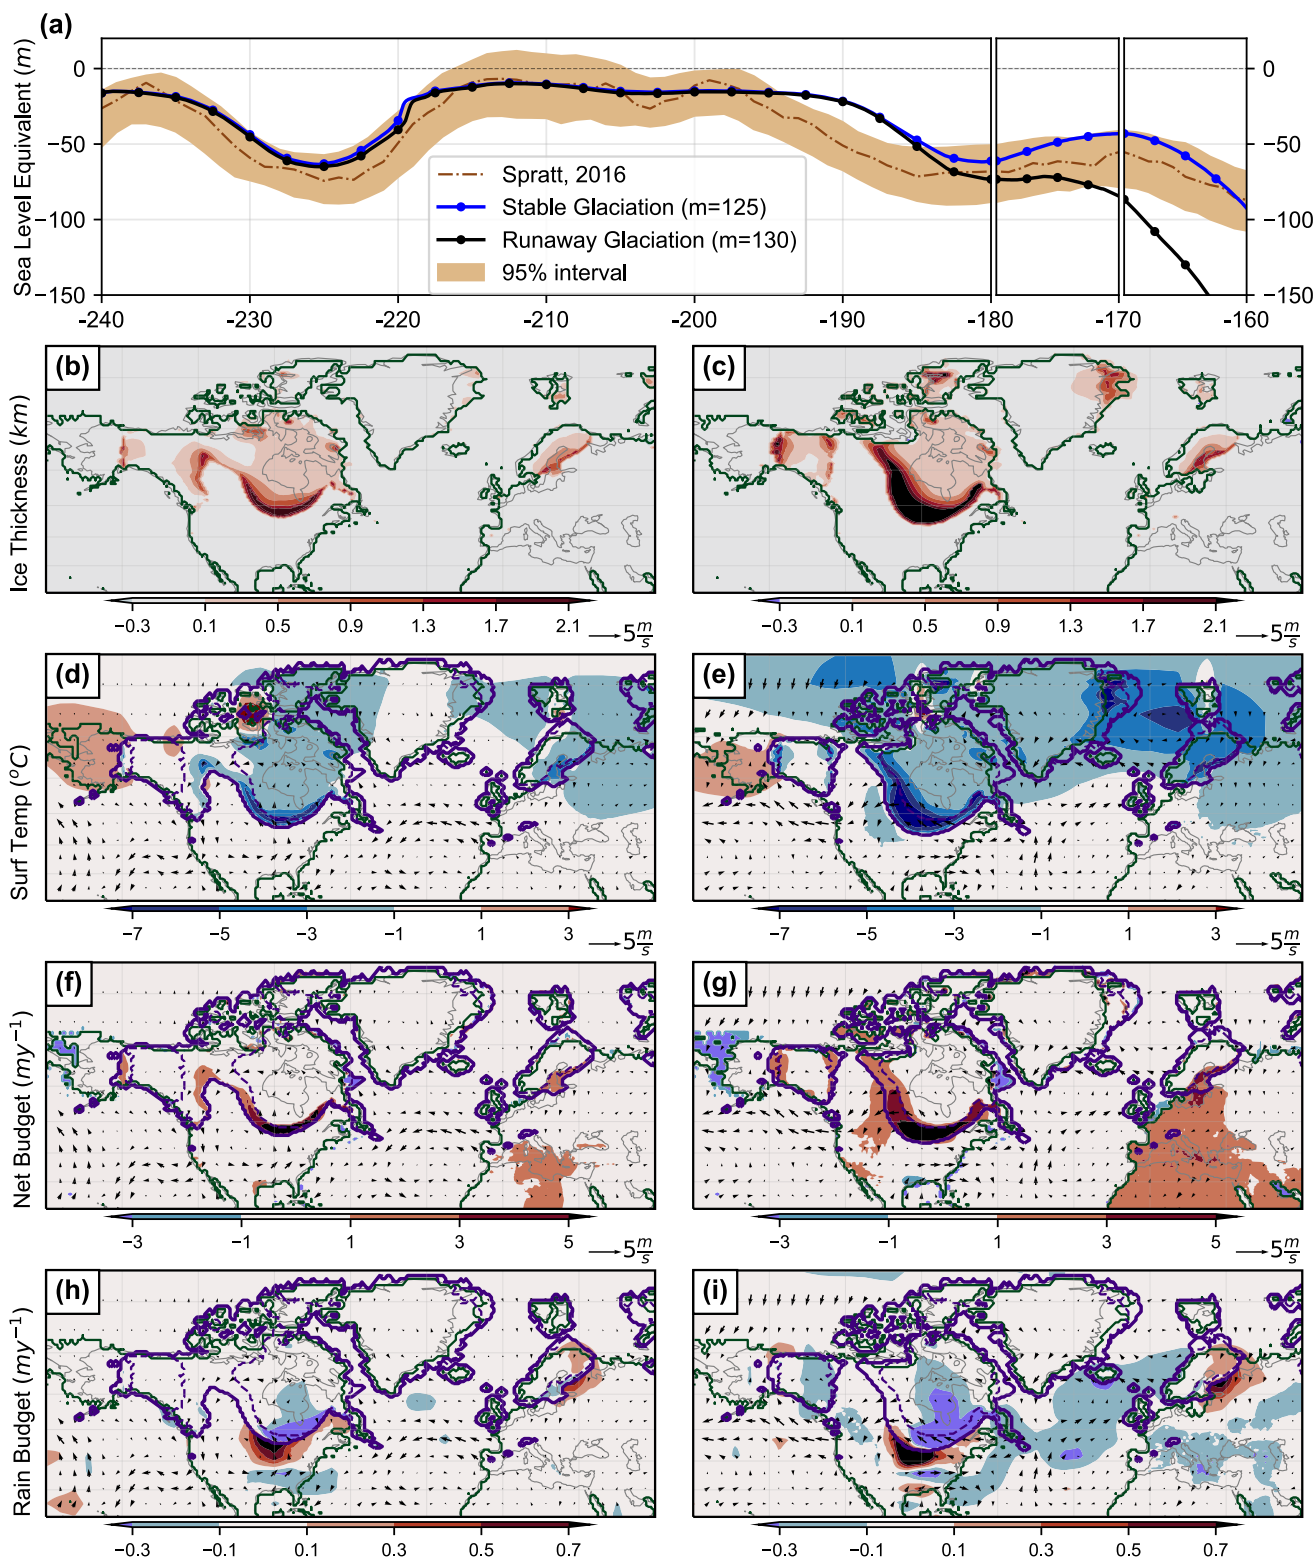 (a)
Sea Level Equivalent (m)
0
−50
−100
−150
0
−50
−100
−150
Spratt, 2016
Stable Glaciation (m=125)
Runaway Glaciation (m=130)
95% interval
-240 -230 -220 -210 -200 -190 -180 -170 -160
(b) (c)
Ice Thickness (km)
−0.3 0.1 0.5 0.9 1.3 1.7 2.1 5 m/s
−0.3 0.1 0.5 0.9 1.3 1.7 2.1 5 m/s
(d) (e)
Surf Temp (°C)
−7 −5 −3 −1 1 3 5 m/s
−7 −5 −3 −1 1 3 5 m/s
(f) (g)
Net Budget (my⁻¹)
−3 −1 1 3 5 5 m/s
−3 −1 1 3 5 5 m/s
(h) (i)
Rain Budget (my⁻¹)
−0.3 −0.1 0.1 0.3 0.5 0.7
−0.3 −0.1 0.1 0.3 0.5 0.7